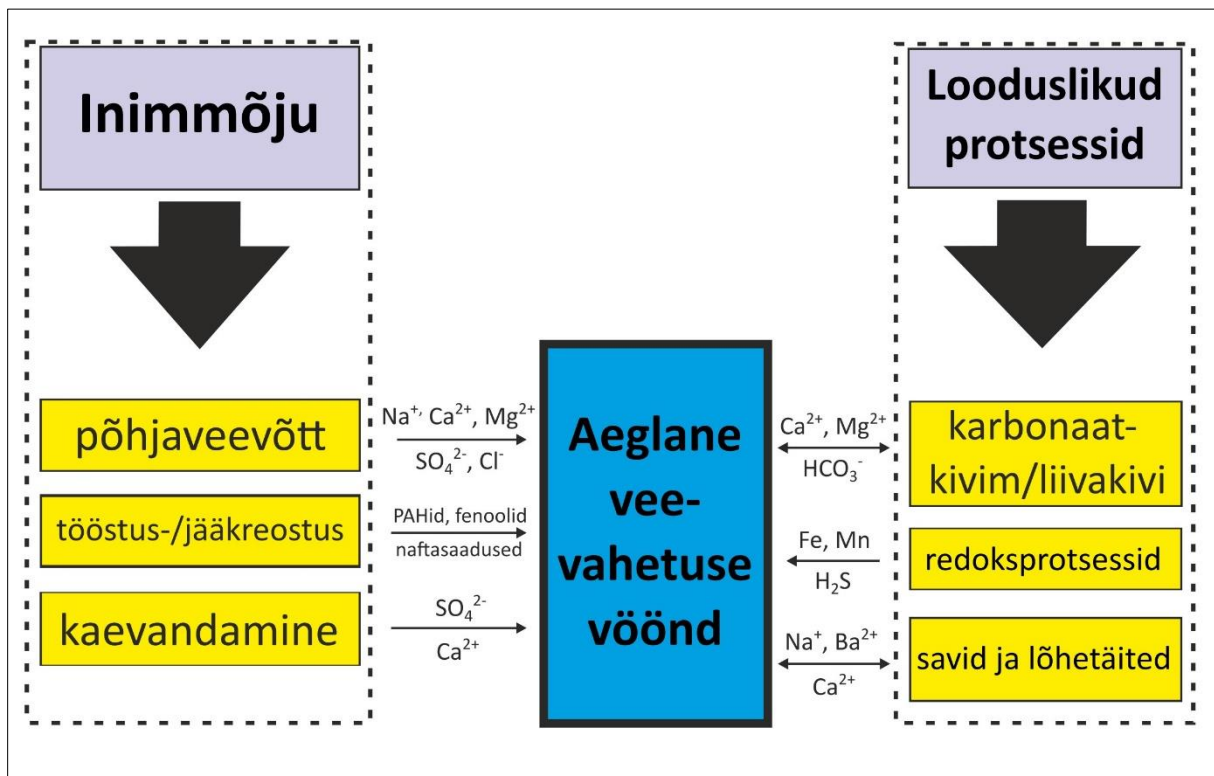 Inimmõju
põhjaveevõtt
tööstus-/jääkreostus
kaevandamine
Na⁺, Ca²⁺, Mg²⁺
SO₄²⁻, Cl⁻
PAHid, fenoolid
naftasaadused
SO₄²⁻
Ca²⁺
Aeglane
vee-
vahetuse
vöönd
Ca²⁺, Mg²⁺
HCO₃⁻
Fe, Mn
H₂S
Na⁺, Ba²⁺
Ca²⁺
Looduslikud
protsessid
karbonaat-
kivim/liivakivi
redoksprotsessid
savid ja lõhetäited